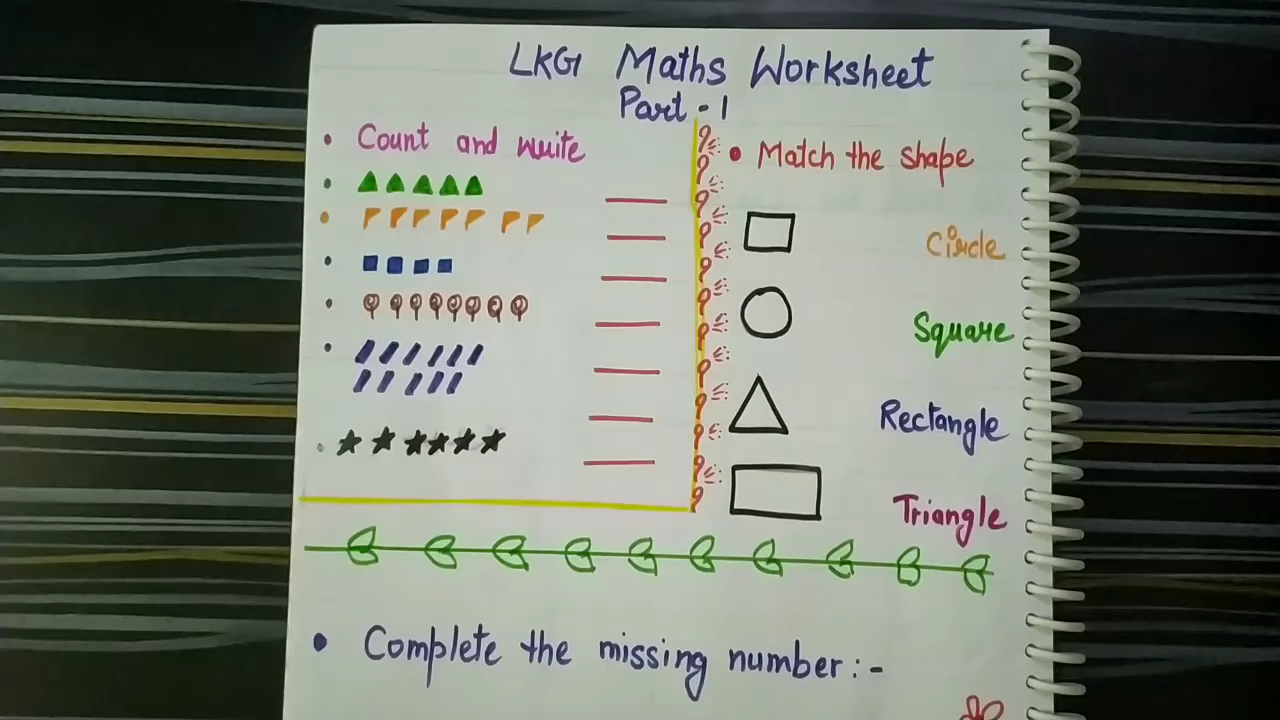 LKG Maths Worksheet
Part - 1
• Count and write
• Match the shape
Circle
Square
Rectangle
Triangle
• Complete the missing number:-